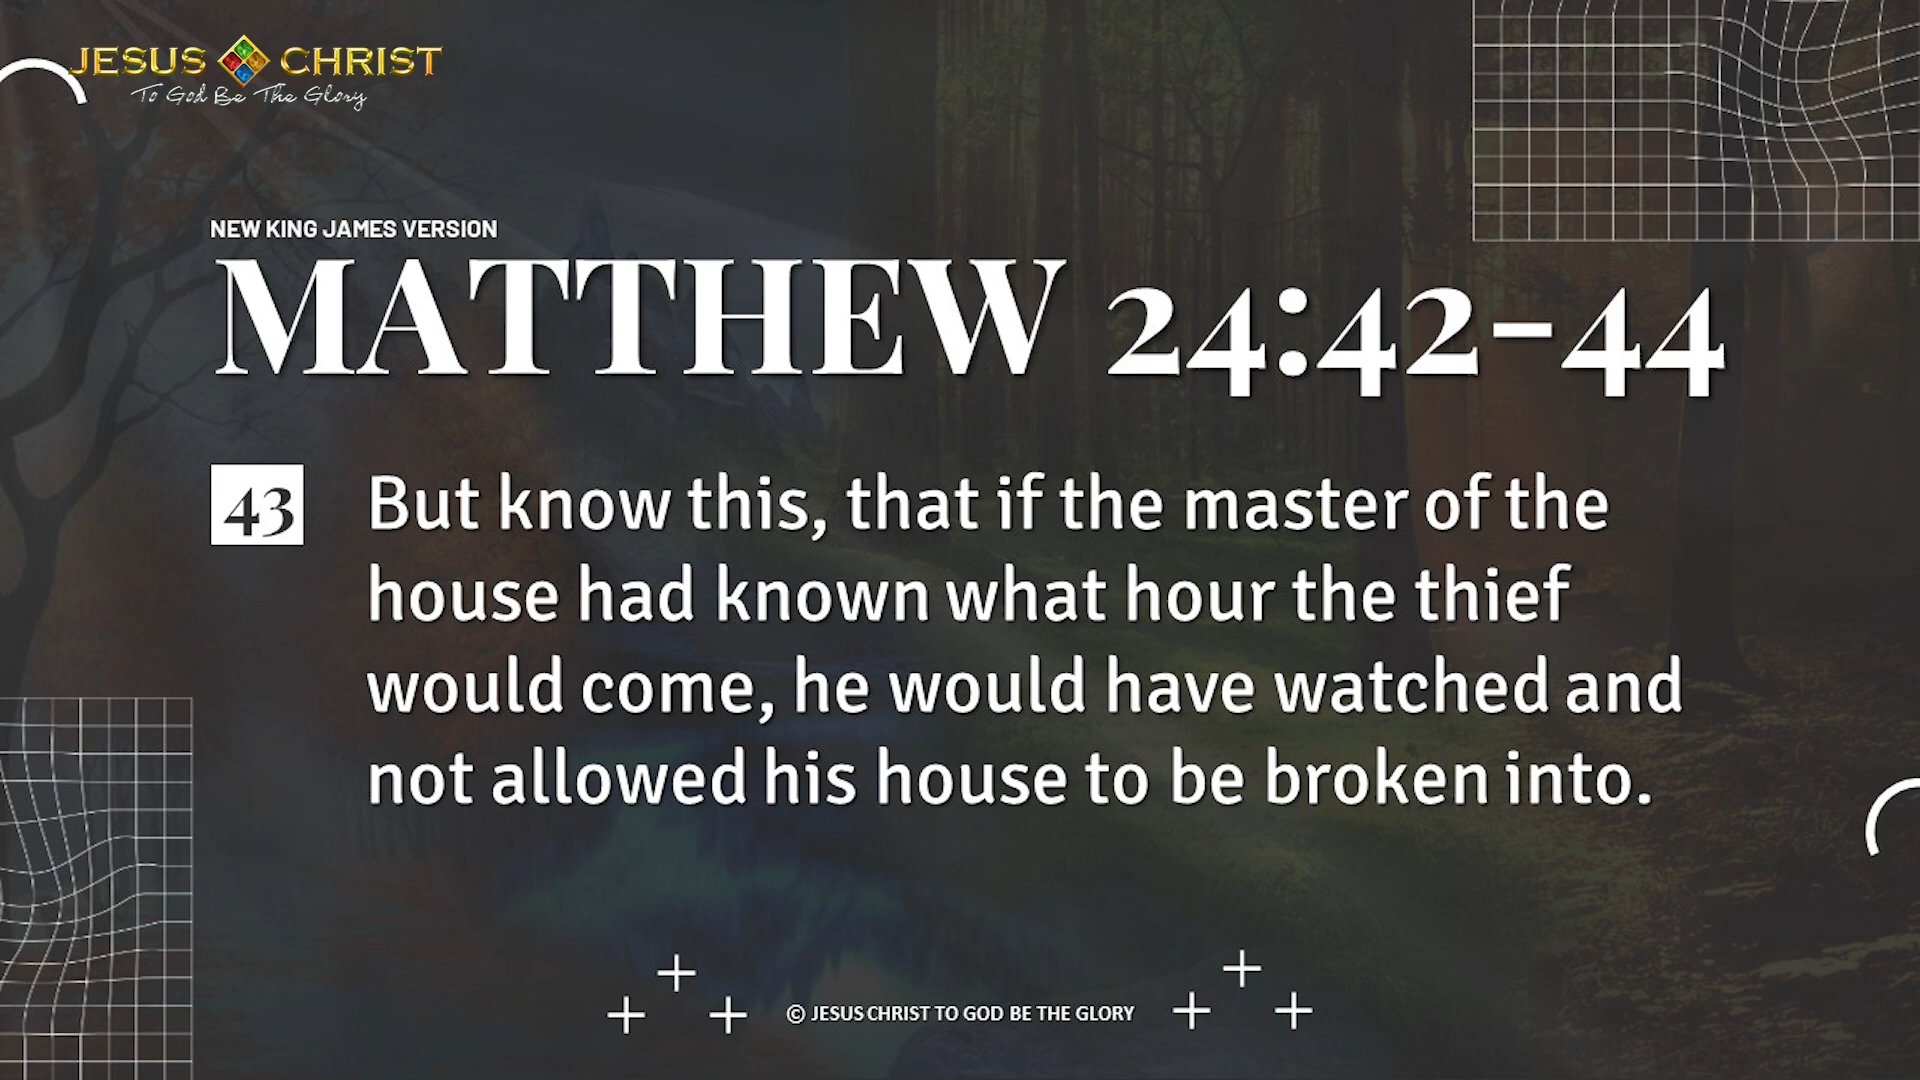 JESUS CHRIST
To God Be The Glory
NEW KING JAMES VERSION
MATTHEW 24:42-44
43 But know this, that if the master of the
house had known what hour the thief
would come, he would have watched and
not allowed his house to be broken into.
© JESUS CHRIST TO GOD BE THE GLORY